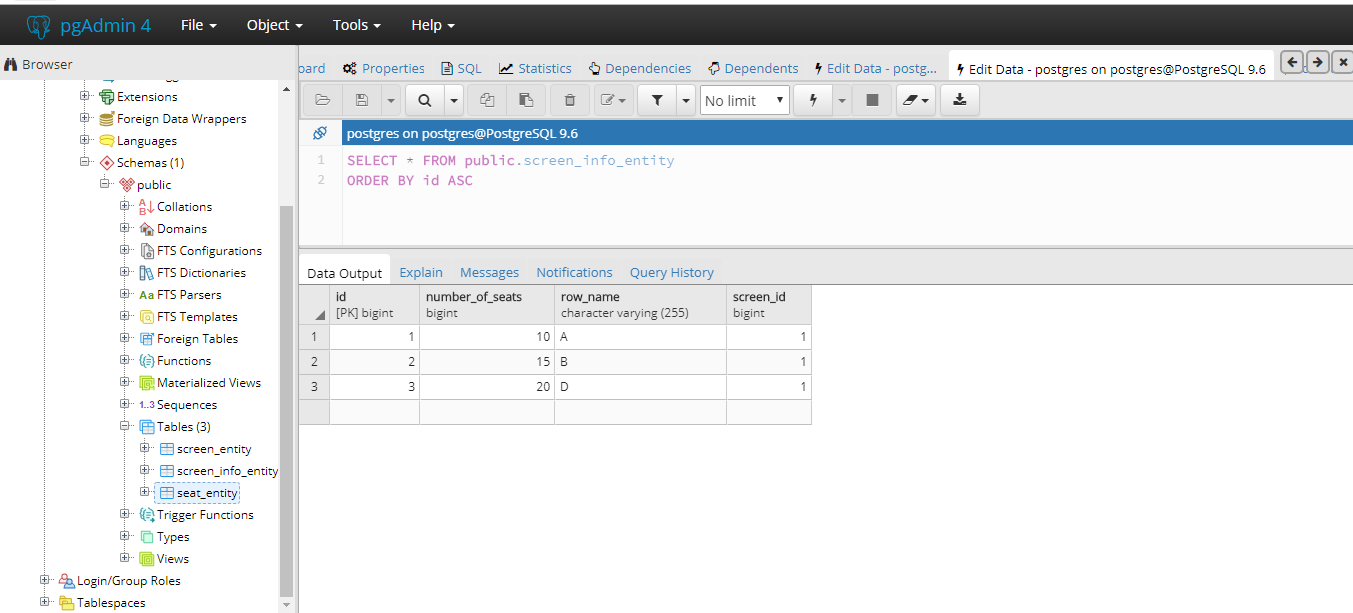 pgAdmin 4 File Object Tools Help
Browser
oard Properties SQL Statistics Dependencies Dependents Edit Data - postg... Edit Data - postgres on postgres@PostgreSQL 9.6
Extensions
Foreign Data Wrappers
Languages
Schemas (1)
public
Collations
Domains
FTS Configurations
FTS Dictionaries
Aa FTS Parsers
FTS Templates
Foreign Tables
Functions
Materialized Views
1..3 Sequences
Tables (3)
screen_entity
screen_info_entity
seat_entity
Trigger Functions
Types
Views
Login/Group Roles
Tablespaces
No limit
postgres on postgres@PostgreSQL 9.6
1 SELECT * FROM public.screen_info_entity
2 ORDER BY id ASC
Data Output Explain Messages Notifications Query History
id number_of_seats row_name screen_id
[PK] bigint bigint character varying (255) bigint
1 1 10 A 1
2 2 15 B 1
3 3 20 D 1